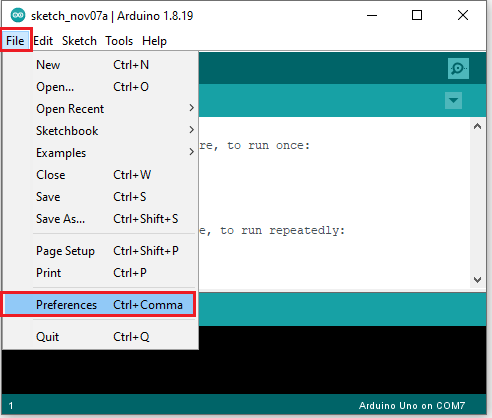 sketch_nov07a | Arduino 1.8.19
File Edit Sketch Tools Help
New Ctrl+N
Open... Ctrl+O
Open Recent
Sketchbook
Examples
re, to run once:
Close Ctrl+W
Save Ctrl+S
Save As... Ctrl+Shift+S
e, to run repeatedly:
Page Setup Ctrl+Shift+P
Print Ctrl+P
Preferences Ctrl+Comma
Quit Ctrl+Q
1 Arduino Uno on COM7